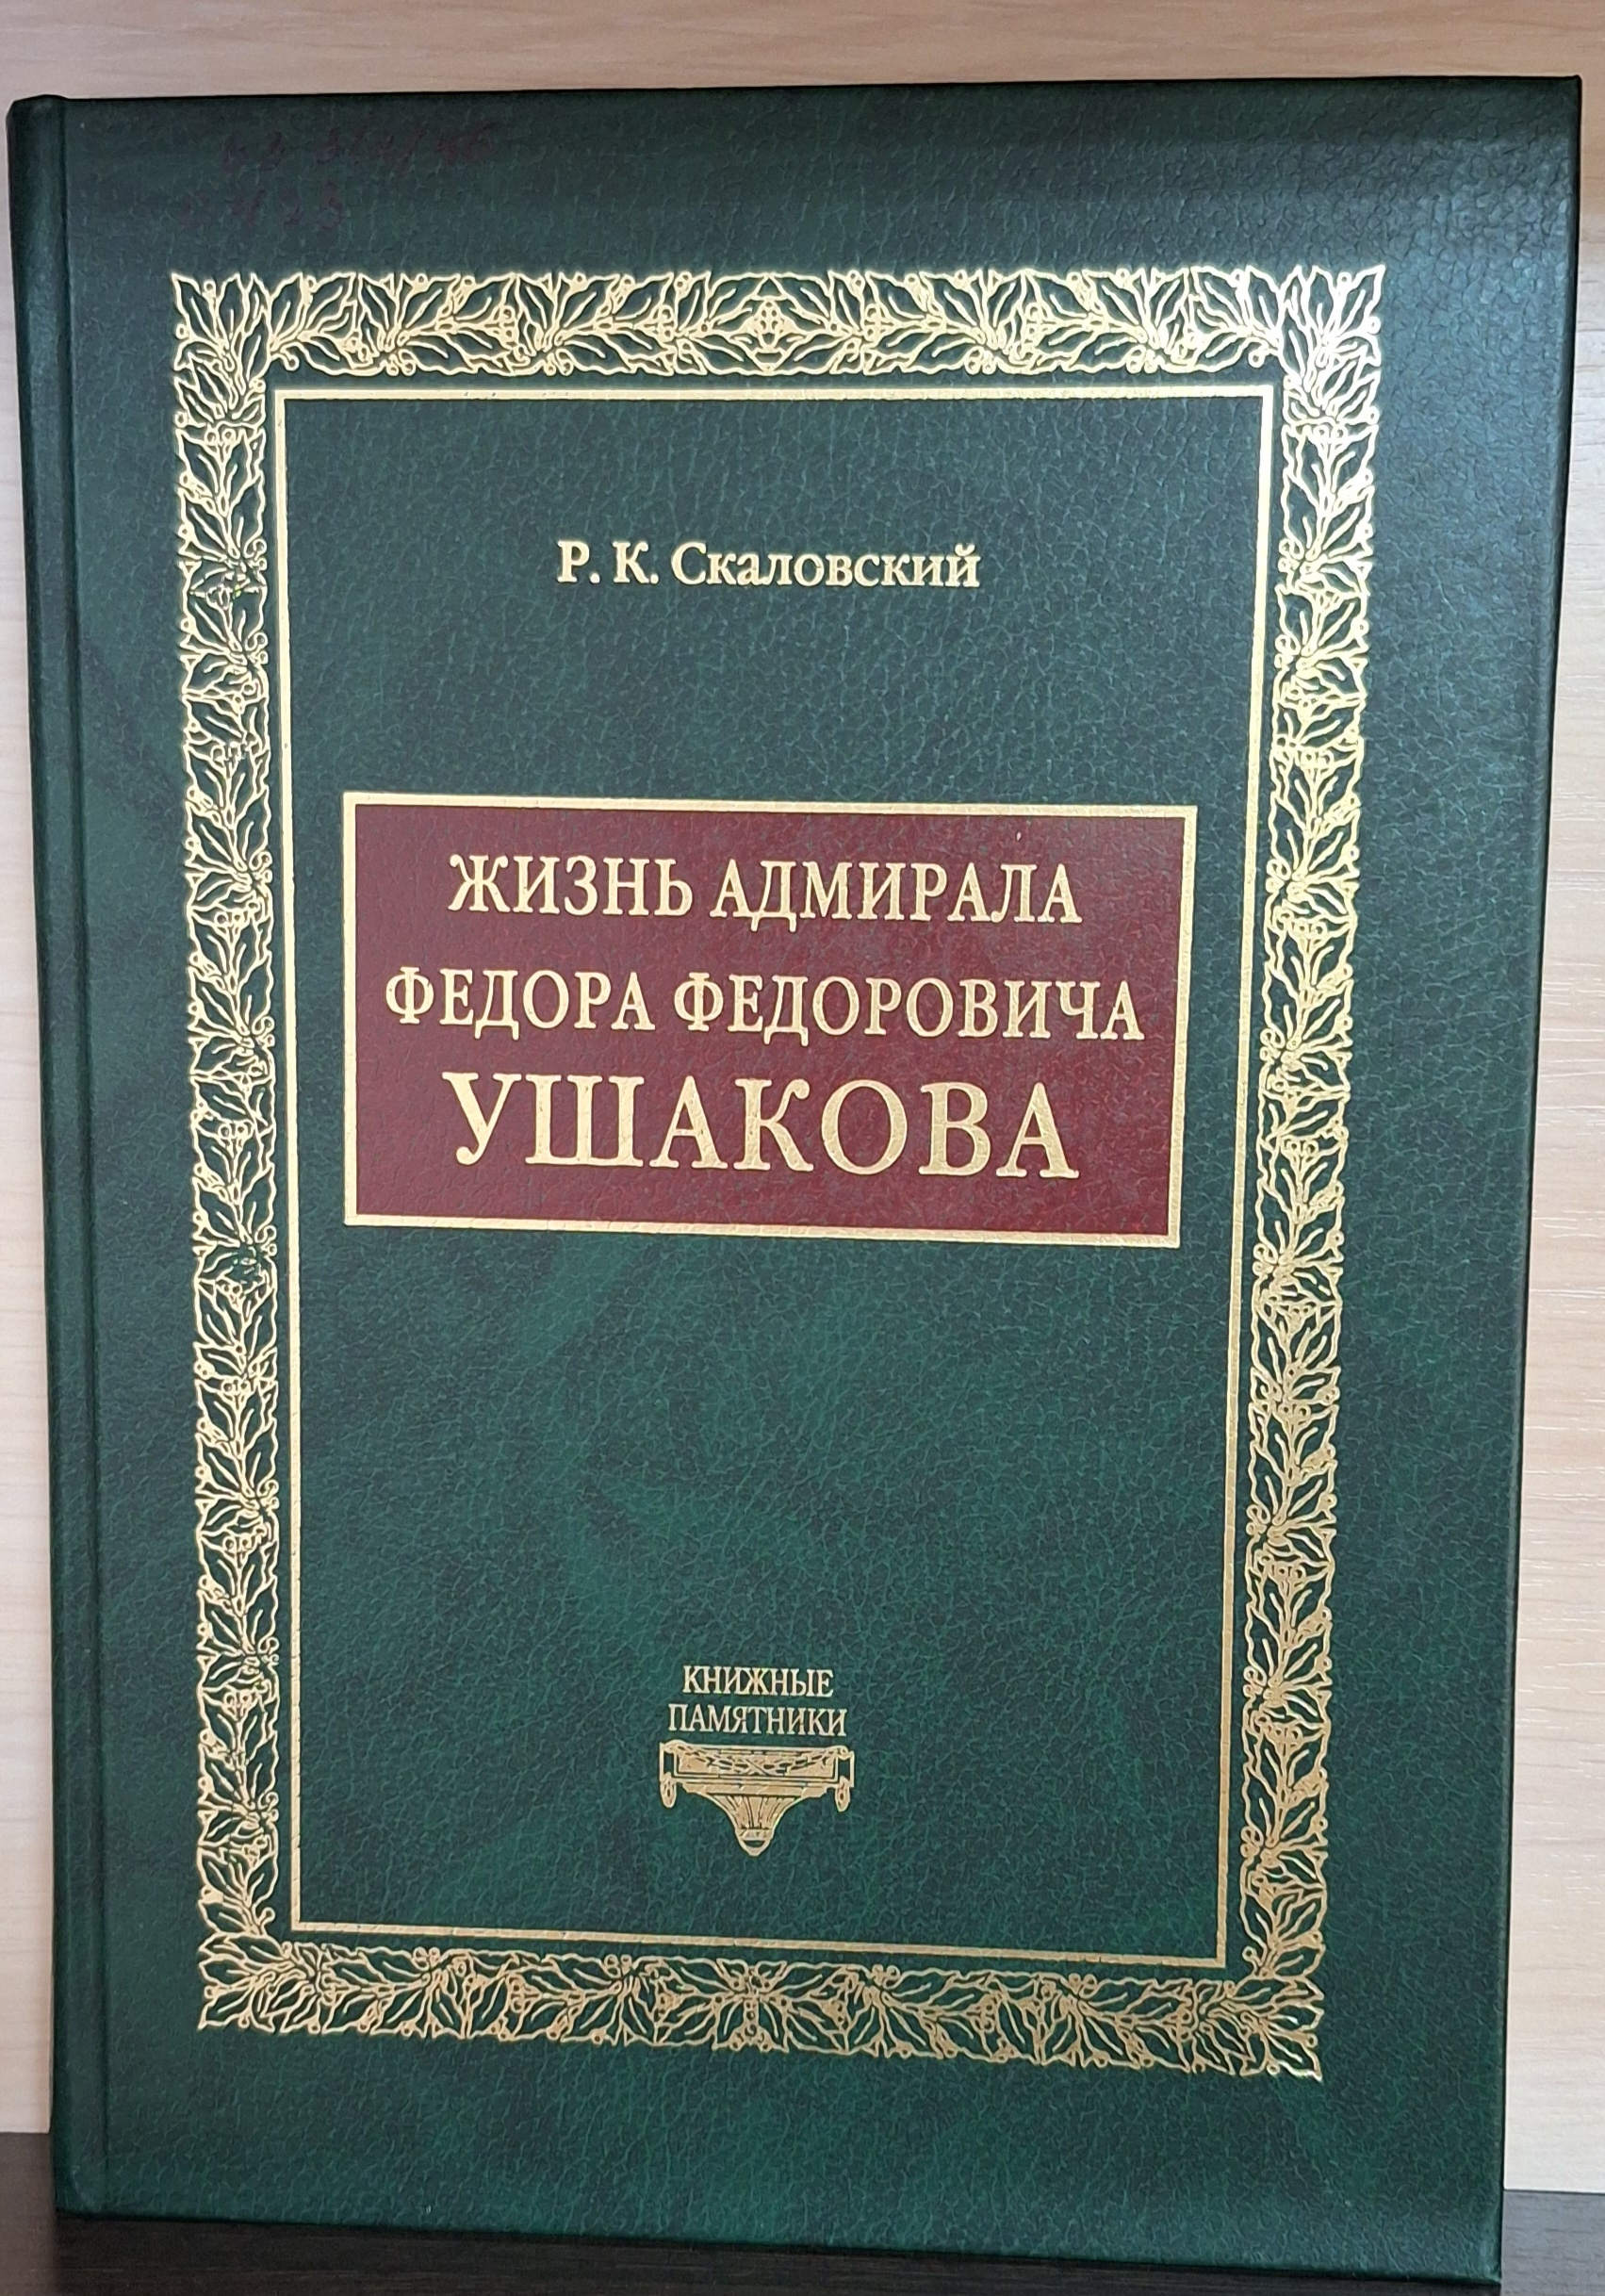 Р. К. Скаловский
ЖИЗНЬ АДМИРАЛА
ФЕДОРА ФЕДОРОВИЧА
УШАКОВА
КНИЖНЫЕ
ПАМЯТНИКИ